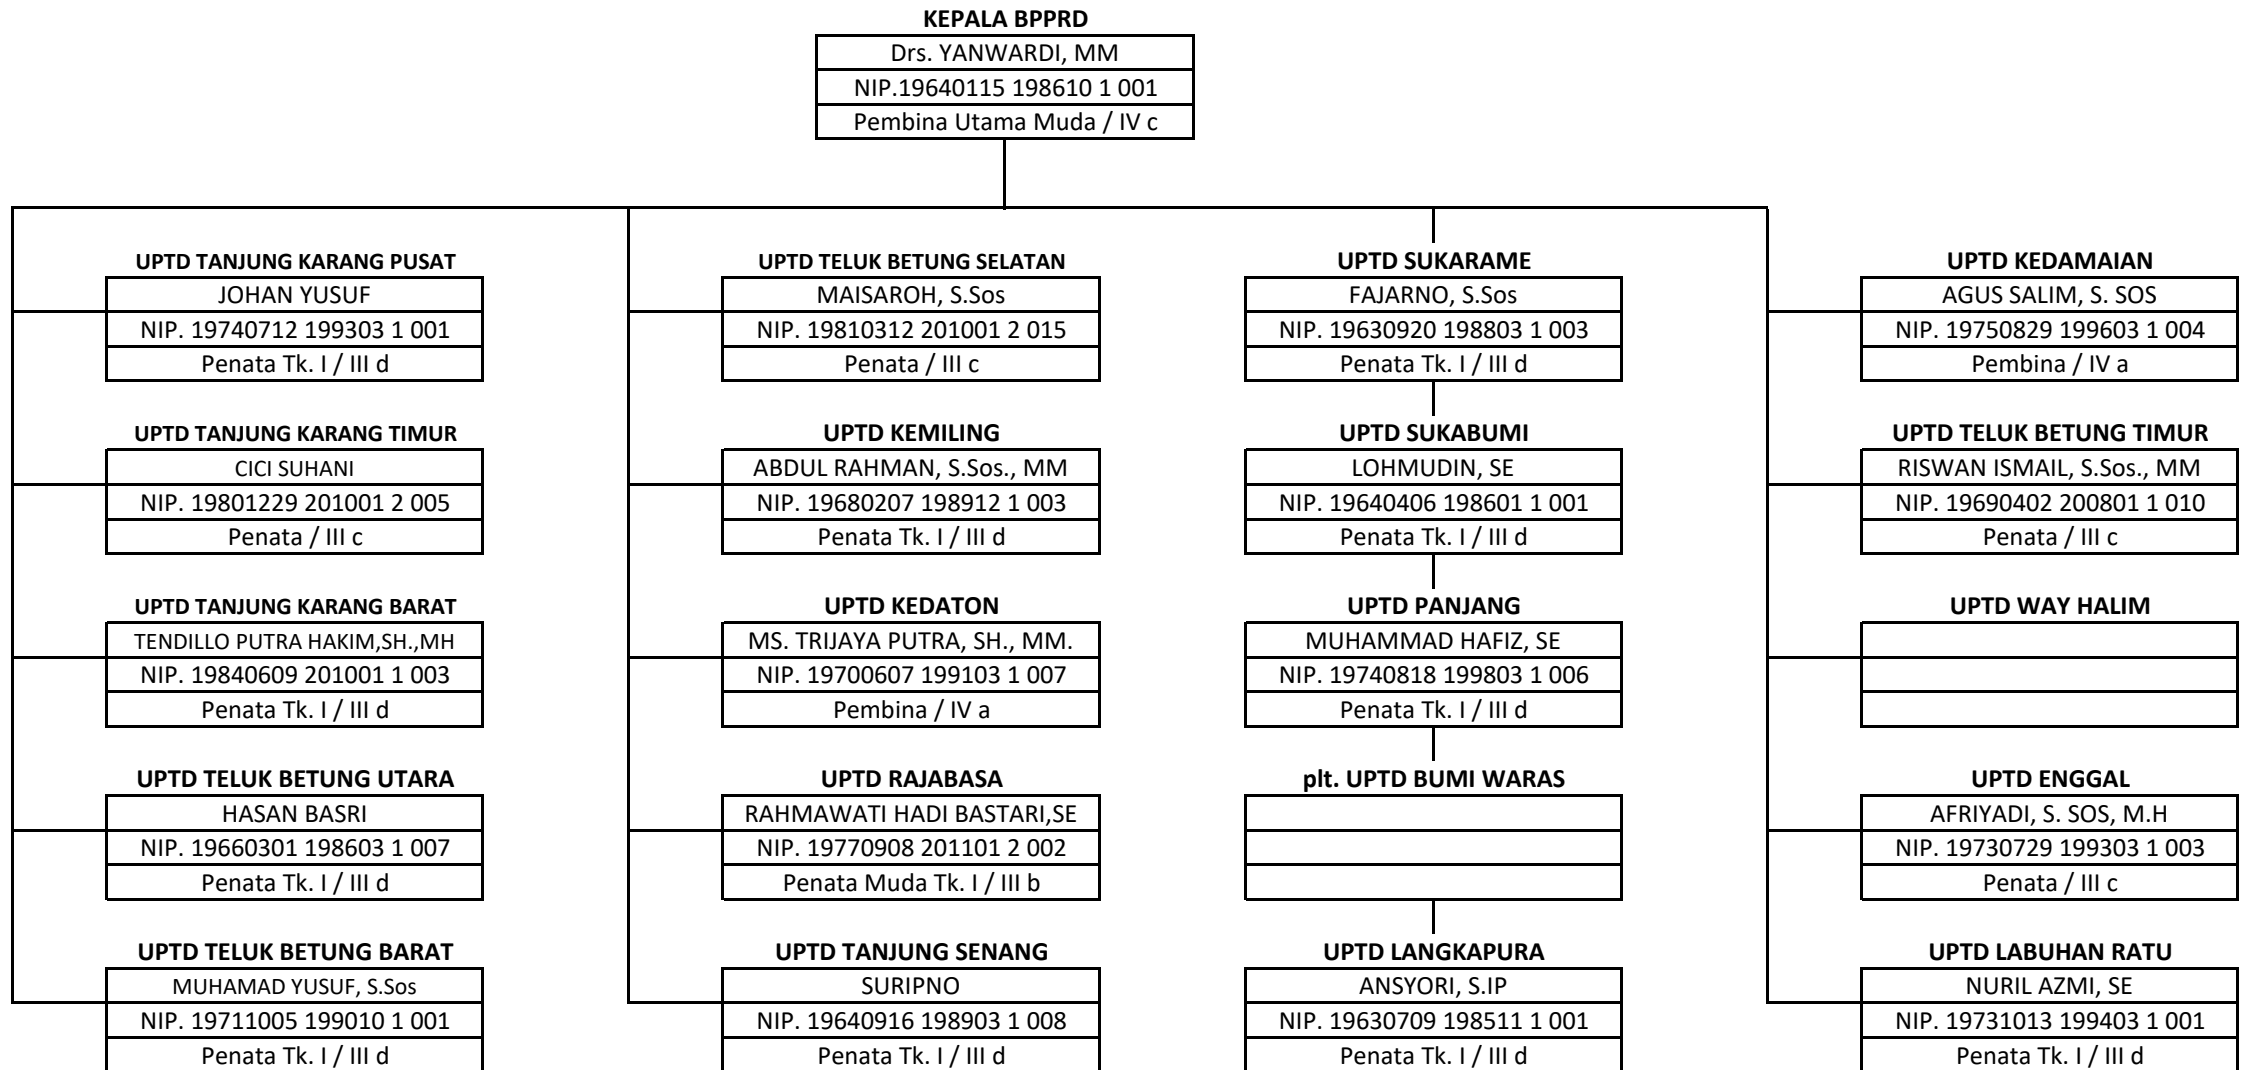 KEPALA BPPRD
Drs. YANWARDI, MM
NIP.19640115 198610 1 001
Pembina Utama Muda / IV c
UPTD TANJUNG KARANG PUSAT
JOHAN YUSUF
NIP. 19740712 199303 1 001
Penata Tk. I / III d
UPTD TANJUNG KARANG TIMUR
CICI SUHANI
NIP. 19801229 201001 2 005
Penata / III c
UPTD TANJUNG KARANG BARAT
TENDILLO PUTRA HAKIM,SH.,MH
NIP. 19840609 201001 1 003
Penata Tk. I / III d
UPTD TELUK BETUNG UTARA
HASAN BASRI
NIP. 19660301 198603 1 007
Penata Tk. I / III d
UPTD TELUK BETUNG BARAT
MUHAMAD YUSUF, S.Sos
NIP. 19711005 199010 1 001
Penata Tk. I / III d
UPTD TELUK BETUNG SELATAN
MAISAROH, S.Sos
NIP. 19810312 201001 2 015
Penata / III c
UPTD KEMILING
ABDUL RAHMAN, S.Sos., MM
NIP. 19680207 198912 1 003
Penata Tk. I / III d
UPTD KEDATON
MS. TRIJAYA PUTRA, SH., MM.
NIP. 19700607 199103 1 007
Pembina / IV a
UPTD RAJABASA
RAHMAWATI HADI BASTARI,SE
NIP. 19770908 201101 2 002
Penata Muda Tk. I / III b
UPTD TANJUNG SENANG
SURIPNO
NIP. 19640916 198903 1 008
Penata Tk. I / III d
UPTD SUKARAME
FAJARNO, S.Sos
NIP. 19630920 198803 1 003
Penata Tk. I / III d
UPTD SUKABUMI
LOHMUDIN, SE
NIP. 19640406 198601 1 001
Penata Tk. I / III d
UPTD PANJANG
MUHAMMAD HAFIZ, SE
NIP. 19740818 199803 1 006
Penata Tk. I / III d
plt. UPTD BUMI WARAS
UPTD LANGKAPURA
ANSYORI, S.IP
NIP. 19630709 198511 1 001
Penata Tk. I / III d
UPTD KEDAMAIAN
AGUS SALIM, S. SOS
NIP. 19750829 199603 1 004
Pembina / IV a
UPTD TELUK BETUNG TIMUR
RISWAN ISMAIL, S.Sos., MM
NIP. 19690402 200801 1 010
Penata / III c
UPTD WAY HALIM
UPTD ENGGAL
AFRIYADI, S. SOS, M.H
NIP. 19730729 199303 1 003
Penata / III c
UPTD LABUHAN RATU
NURIL AZMI, SE
NIP. 19731013 199403 1 001
Penata Tk. I / III d